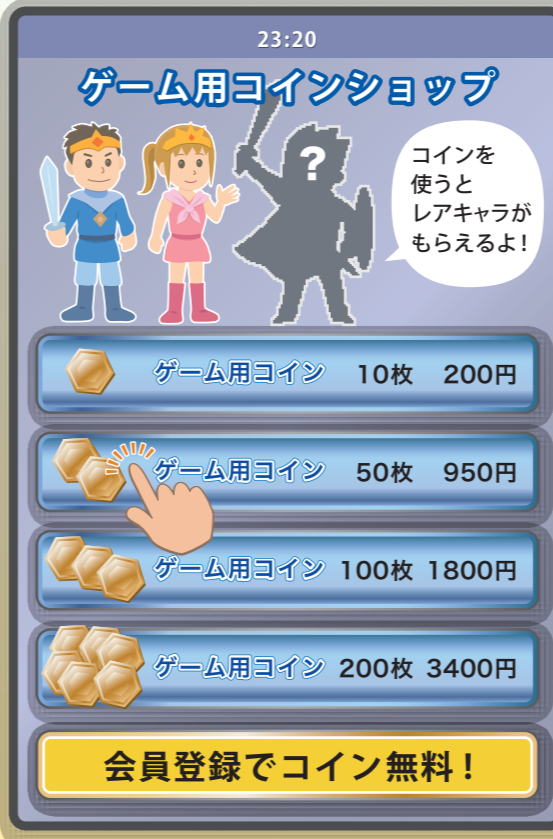 23:20
ゲーム用コインショップ
?
コインを
使うと
レアキャラが
もらえるよ!
ゲーム用コイン 10枚 200円
ゲーム用コイン 50枚 950円
ゲーム用コイン 100枚 1800円
ゲーム用コイン 200枚 3400円
会員登録でコイン無料!